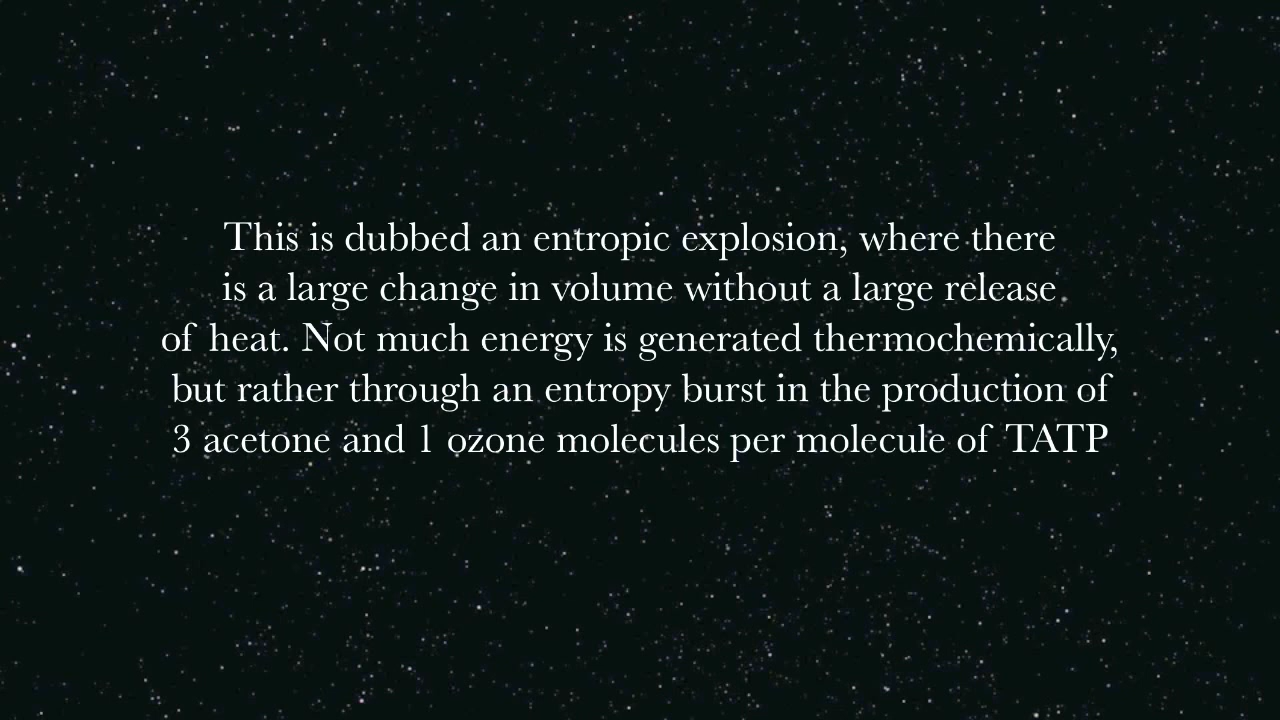 This is dubbed an entropic explosion, where there
is a large change in volume without a large release
of heat. Not much energy is generated thermochemically,
but rather through an entropy burst in the production of
3 acetone and 1 ozone molecules per molecule of TATP